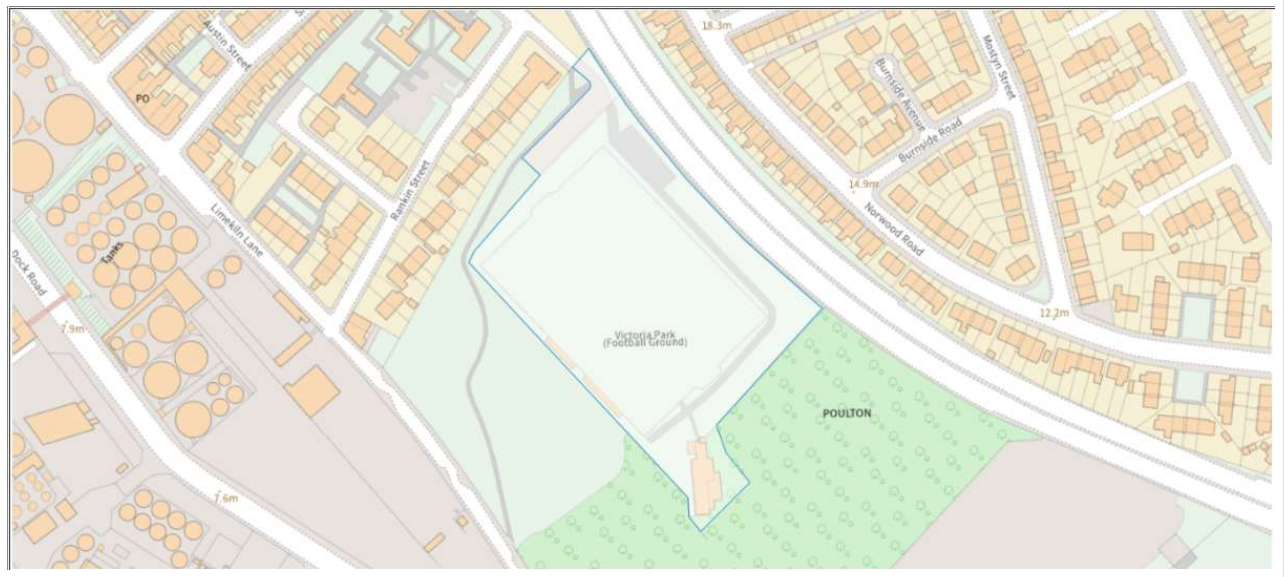 18.3m
Austin Street
Mostyn Street
Burnside Avenue
PO
Burnside Road
Rankin Street
14.9m
Norwood Road
Limekiln Lane
Tanks
Dock Road
7.9m
12.2m
Victoria Park
(Football Ground)
POULTON
7.6m